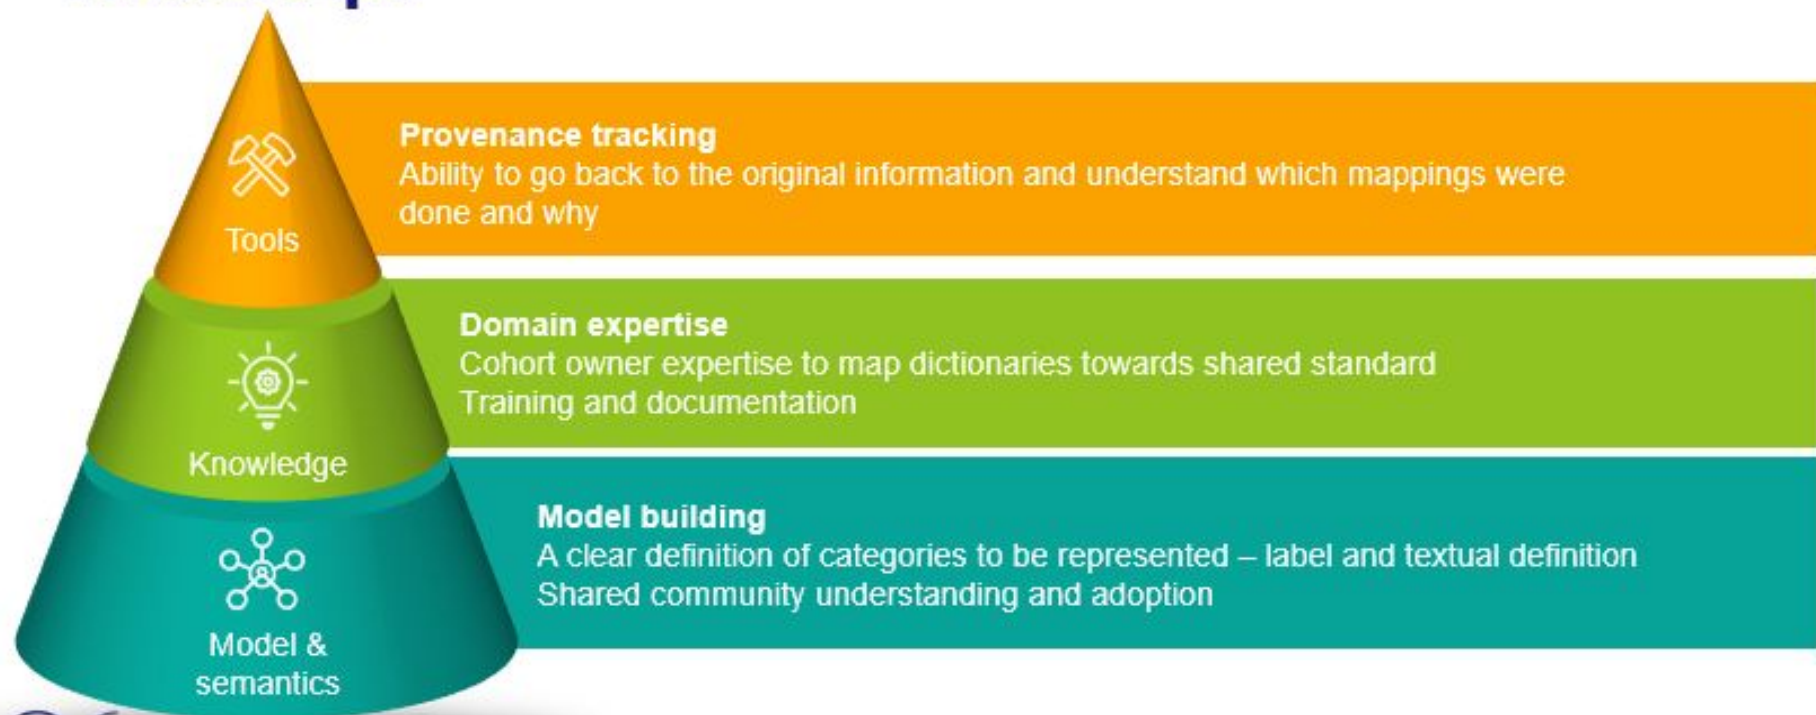 Tools
Provenance tracking
Ability to go back to the original information and understand which mappings were
done and why
Knowledge
Domain expertise
Cohort owner expertise to map dictionaries towards shared standard
Training and documentation
Model &
semantics
Model building
A clear definition of categories to be represented – label and textual definition
Shared community understanding and adoption